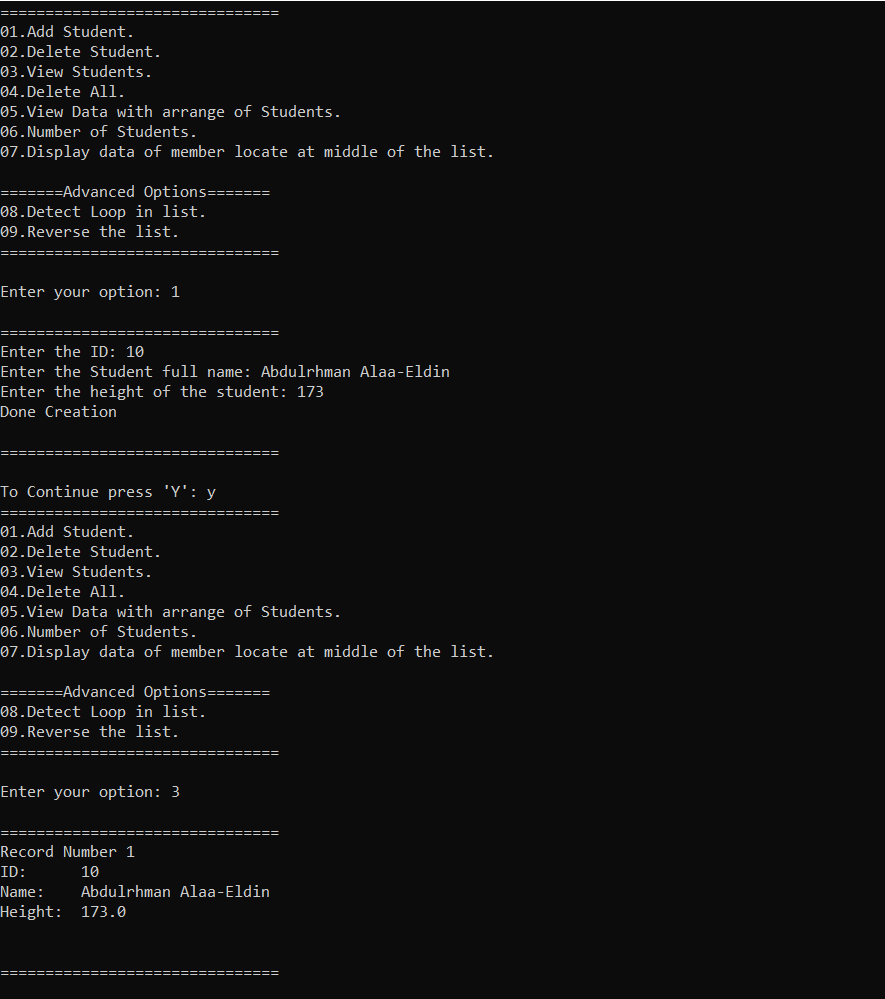 ===============================
01.Add Student.
02.Delete Student.
03.View Students.
04.Delete All.
05.View Data with arrange of Students.
06.Number of Students.
07.Display data of member locate at middle of the list.
=======Advanced Options=======
08.Detect Loop in list.
09.Reverse the list.
===============================
Enter your option: 1
===============================
Enter the ID: 10
Enter the Student full name: Abdulrhman Alaa-Eldin
Enter the height of the student: 173
Done Creation
===============================
To Continue press 'Y': y
===============================
01.Add Student.
02.Delete Student.
03.View Students.
04.Delete All.
05.View Data with arrange of Students.
06.Number of Students.
07.Display data of member locate at middle of the list.
=======Advanced Options=======
08.Detect Loop in list.
09.Reverse the list.
===============================
Enter your option: 3
===============================
Record Number 1
ID:      10
Name:    Abdulrhman Alaa-Eldin
Height:  173.0
===============================